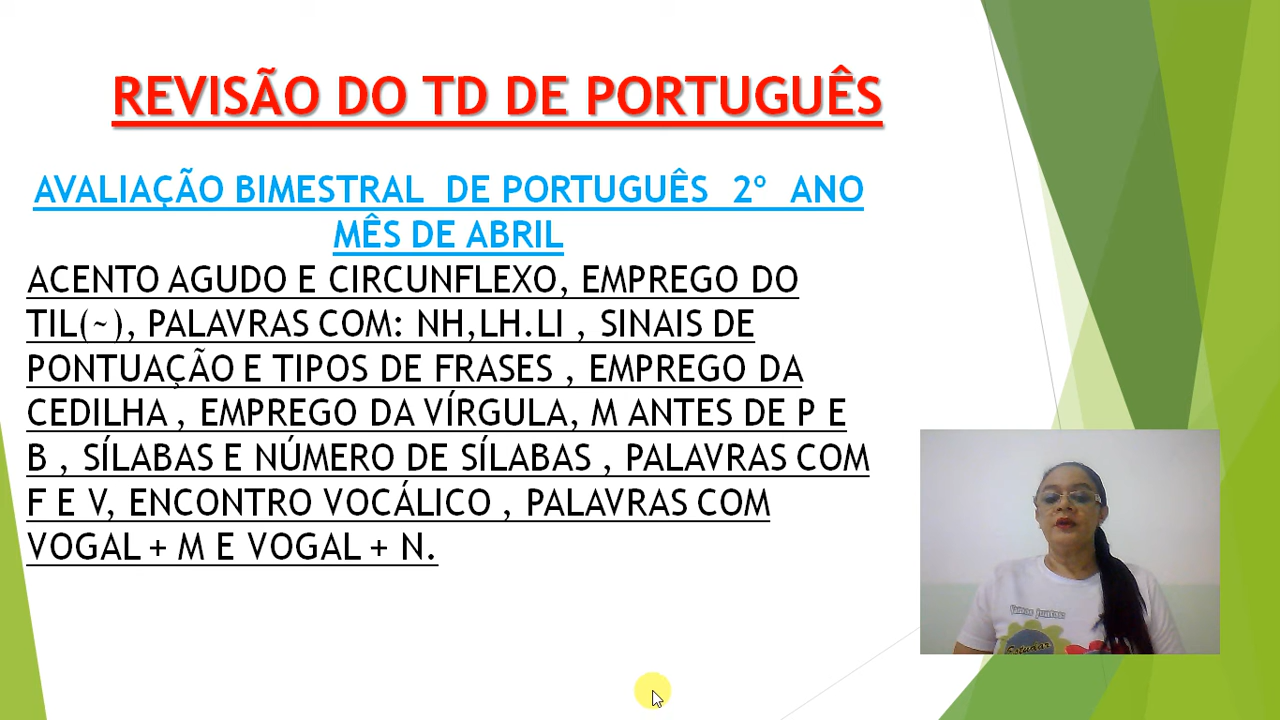 REVISÃO DO TD DE PORTUGUÊS
AVALIAÇÃO BIMESTRAL DE PORTUGUÊS 2º ANO
MÊS DE ABRIL
ACENTO AGUDO E CIRCUNFLEXO, EMPREGO DO
TIL(~), PALAVRAS COM: NH,LH.LI , SINAIS DE
PONTUAÇÃO E TIPOS DE FRASES , EMPREGO DA
CEDILHA , EMPREGO DA VÍRGULA, M ANTES DE P E
B , SÍLABAS E NÚMERO DE SÍLABAS , PALAVRAS COM
F E V, ENCONTRO VOCÁLICO , PALAVRAS COM
VOGAL + M E VOGAL + N.
Estudar